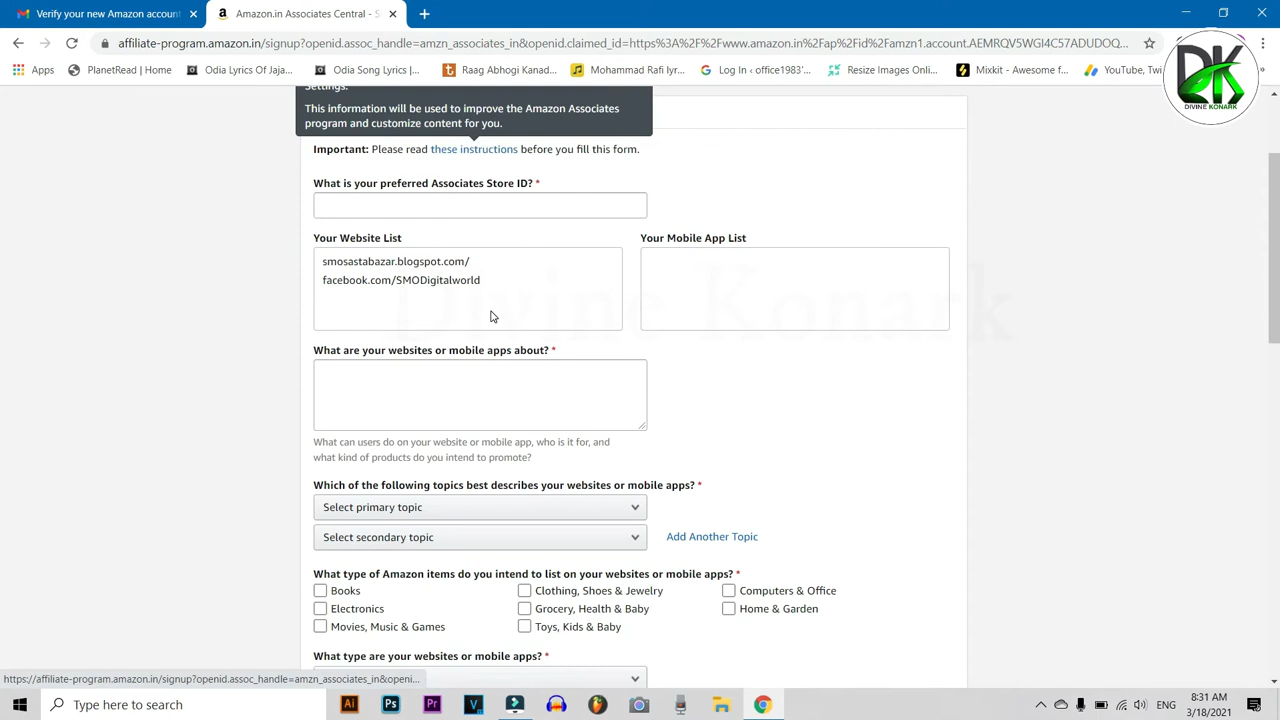 Verify your new Amazon account
Amazon.in Associates Central - S
affiliate-program.amazon.in/signup?openid.assoc_handle=amzn_associates_in&openid.claimed_id=https%3A%2F%2Fwww.amazon.in%2Fap%2Fid%2Famzn1.account.AEMRQV5WGI4C57ADUDOQ...
Apps
PlanetRead | Home
Odia Lyrics Of Jaja...
Odia Song Lyrics |...
Raag Abhoghanad...
Mohammad Rafi lyr...
Log In ‹ office1983'...
Resize Images Onli...
Mixkit - Awesome f...
YouTube, Twi
DK
DIVINE KONARK
Settings.
This information will be used to improve the Amazon Associates
program and customize content for you.
Important: Please read these instructions before you fill this form.
What is your preferred Associates Store ID? *
Your Website List
Your Mobile App List
smosastabazar.blogspot.com/
facebook.com/SMODigitalworld
Divine Konark
What are your websites or mobile apps about? *
What can users do on your website or mobile app, who is it for, and
what kind of products do you intend to promote?
Which of the following topics best describes your websites or mobile apps? *
Select primary topic
Select secondary topic
Add Another Topic
What type of Amazon items do you intend to list on your websites or mobile apps? *
Books
Clothing, Shoes & Jewelry
Computers & Office
Electronics
Grocery, Health & Baby
Home & Garden
Movies, Music & Games
Toys, Kids & Baby
What type are your websites or mobile apps? *
https://affiliate-program.amazon.in/signup?openid.assoc_handle=amzn_associates_in&openi...
Type here to search
Ai
Ps
Pr
V
ENG
8:31 AM
3/18/2021